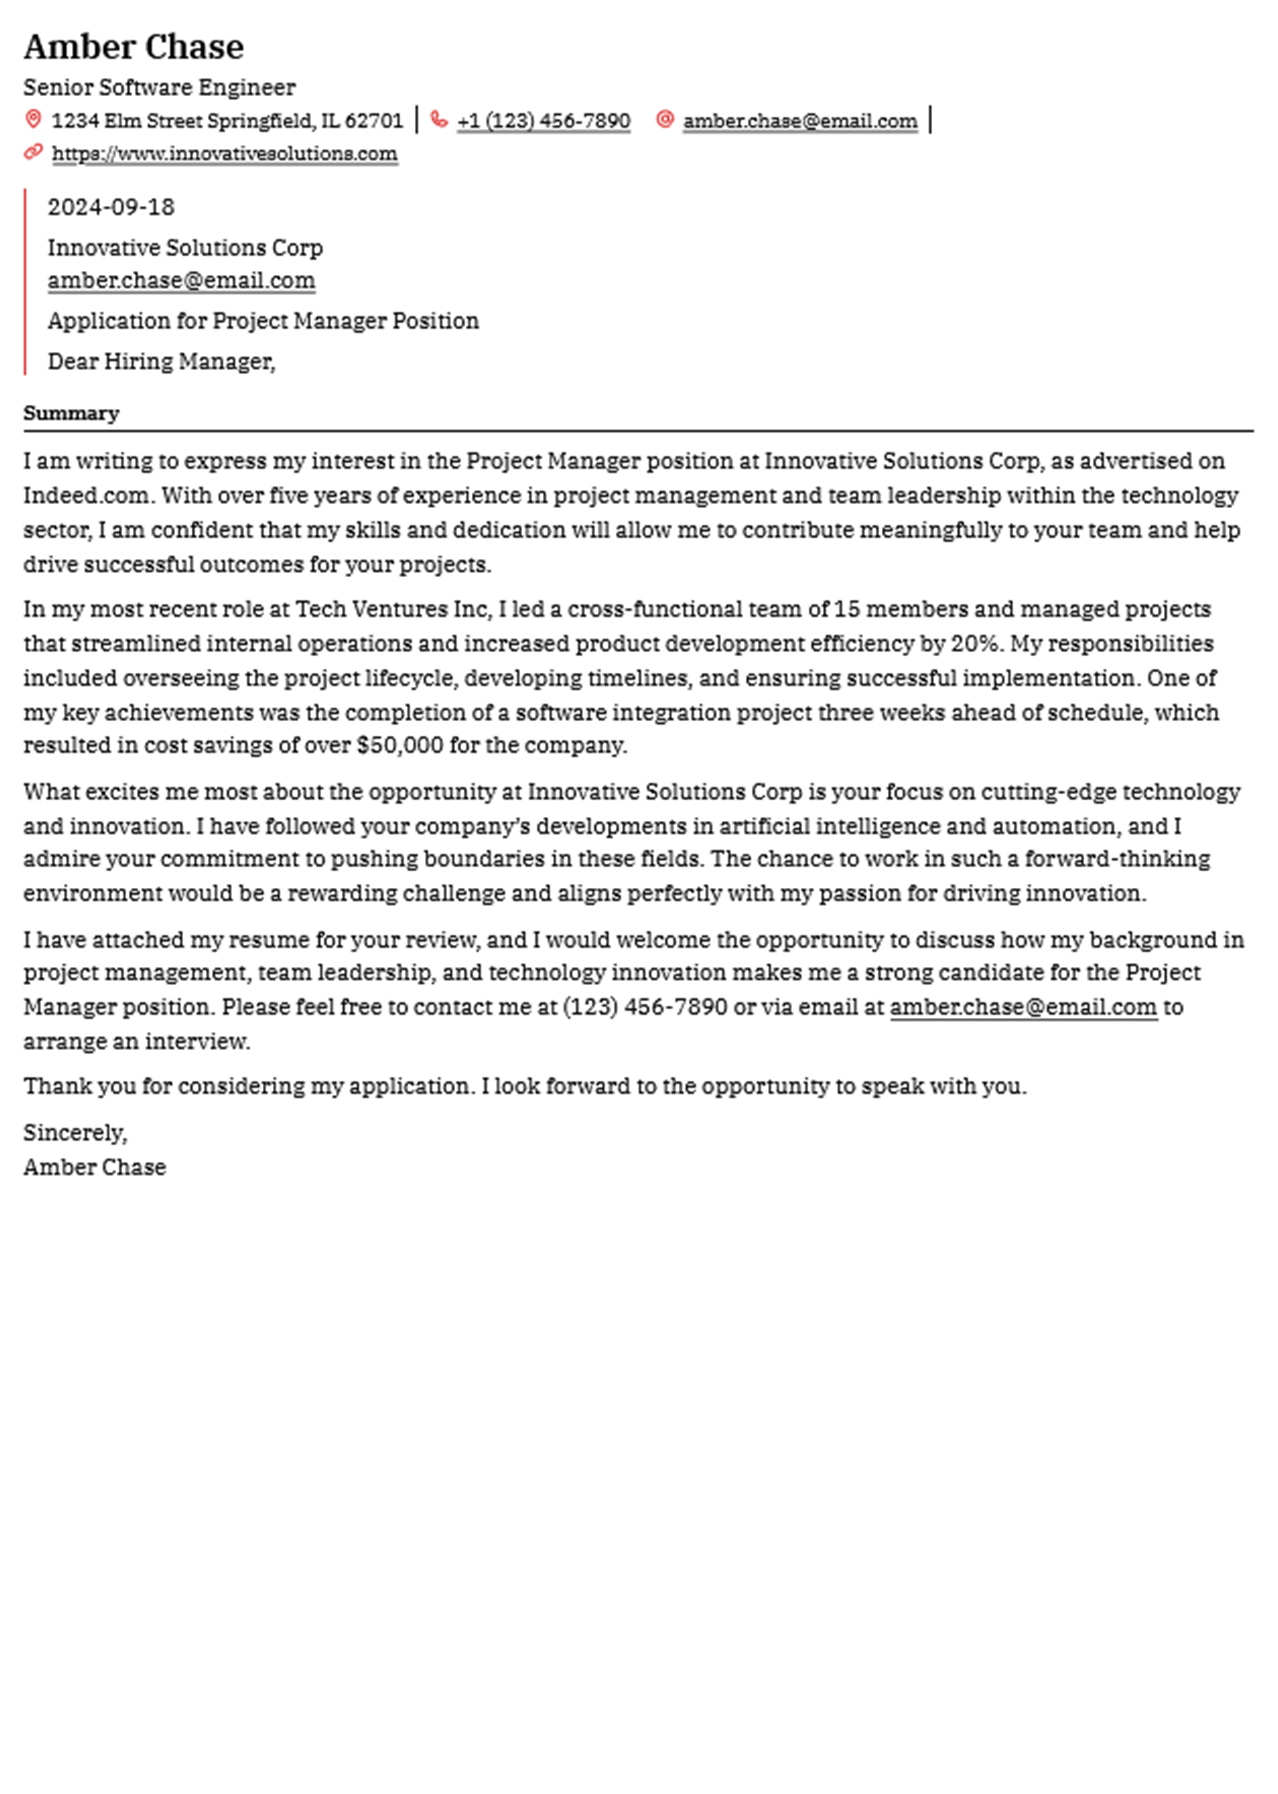 Amber Chase
Senior Software Engineer
1234 Elm Street Springfield, IL 62701 | +1 (123) 456-7890 amber.chase@email.com |
https://www.innovativesolutions.com
2024-09-18
Innovative Solutions Corp
amber.chase@email.com
Application for Project Manager Position
Dear Hiring Manager,
Summary
I am writing to express my interest in the Project Manager position at Innovative Solutions Corp, as advertised on
Indeed.com. With over five years of experience in project management and team leadership within the technology
sector, I am confident that my skills and dedication will allow me to contribute meaningfully to your team and help
drive successful outcomes for your projects.
In my most recent role at Tech Ventures Inc, I led a cross-functional team of 15 members and managed projects
that streamlined internal operations and increased product development efficiency by 20%. My responsibilities
included overseeing the project lifecycle, developing timelines, and ensuring successful implementation. One of
my key achievements was the completion of a software integration project three weeks ahead of schedule, which
resulted in cost savings of over $50,000 for the company.
What excites me most about the opportunity at Innovative Solutions Corp is your focus on cutting-edge technology
and innovation. I have followed your company's developments in artificial intelligence and automation, and I
admire your commitment to pushing boundaries in these fields. The chance to work in such a forward-thinking
environment would be a rewarding challenge and aligns perfectly with my passion for driving innovation.
I have attached my resume for your review, and I would welcome the opportunity to discuss how my background in
project management, team leadership, and technology innovation makes me a strong candidate for the Project
Manager position. Please feel free to contact me at (123) 456-7890 or via email at amber.chase@email.com to
arrange an interview.
Thank you for considering my application. I look forward to the opportunity to speak with you.
Sincerely,
Amber Chase